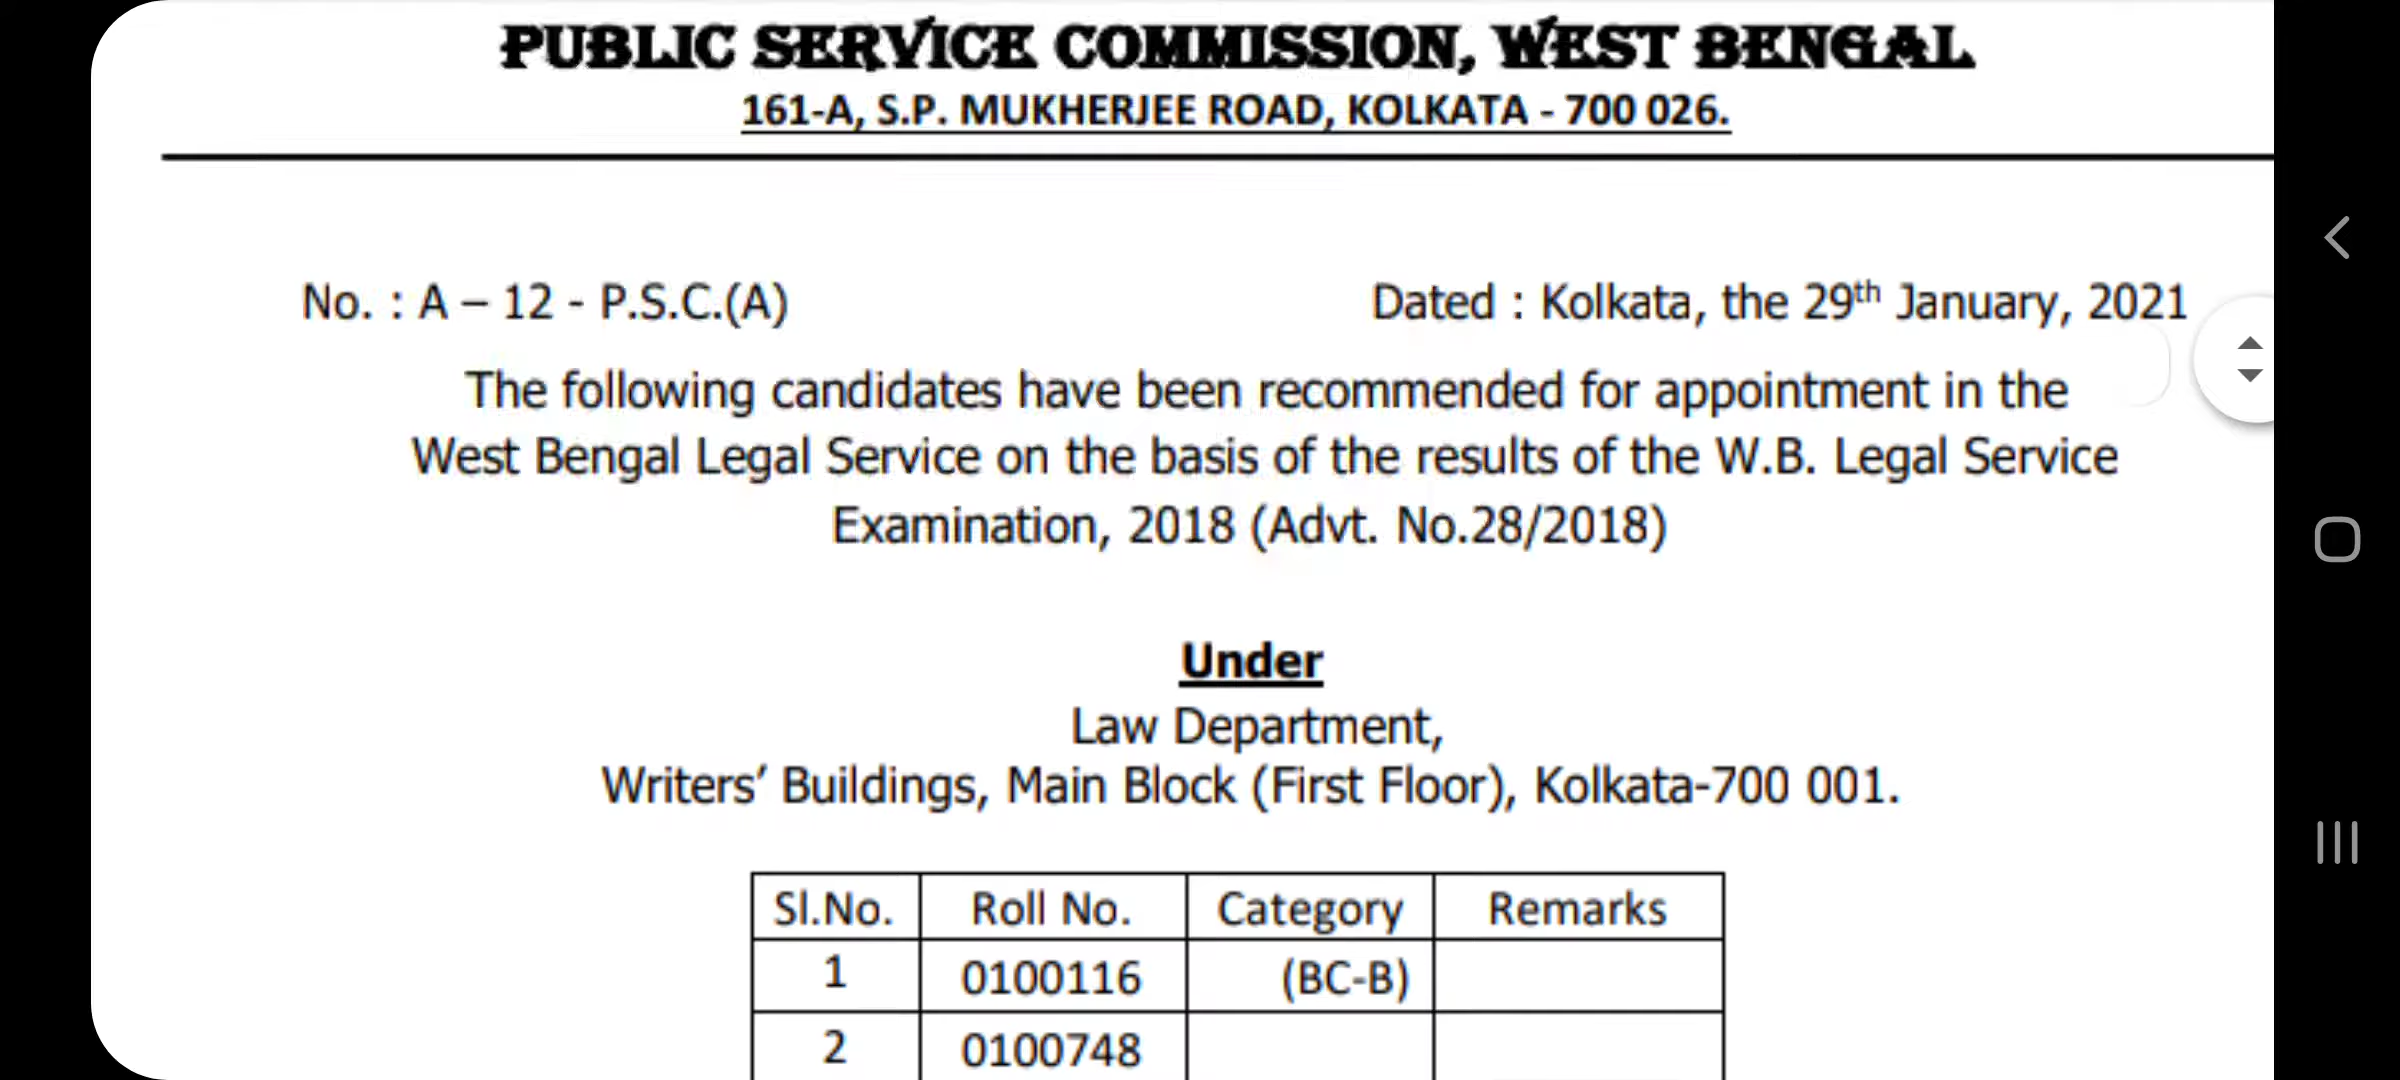 PUBLIC SERVICE COMMISSION, WEST BENGAL
161-A, S.P. MUKHERJEE ROAD, KOLKATA - 700 026.
No. : A – 12 - P.S.C.(A) Dated : Kolkata, the 29th January, 2021
The following candidates have been recommended for appointment in the
West Bengal Legal Service on the basis of the results of the W.B. Legal Service
Examination, 2018 (Advt. No.28/2018)
Under
Law Department,
Writers’ Buildings, Main Block (First Floor), Kolkata-700 001.
Sl.No. Roll No. Category Remarks
1 0100116 (BC-B)
2 0100748